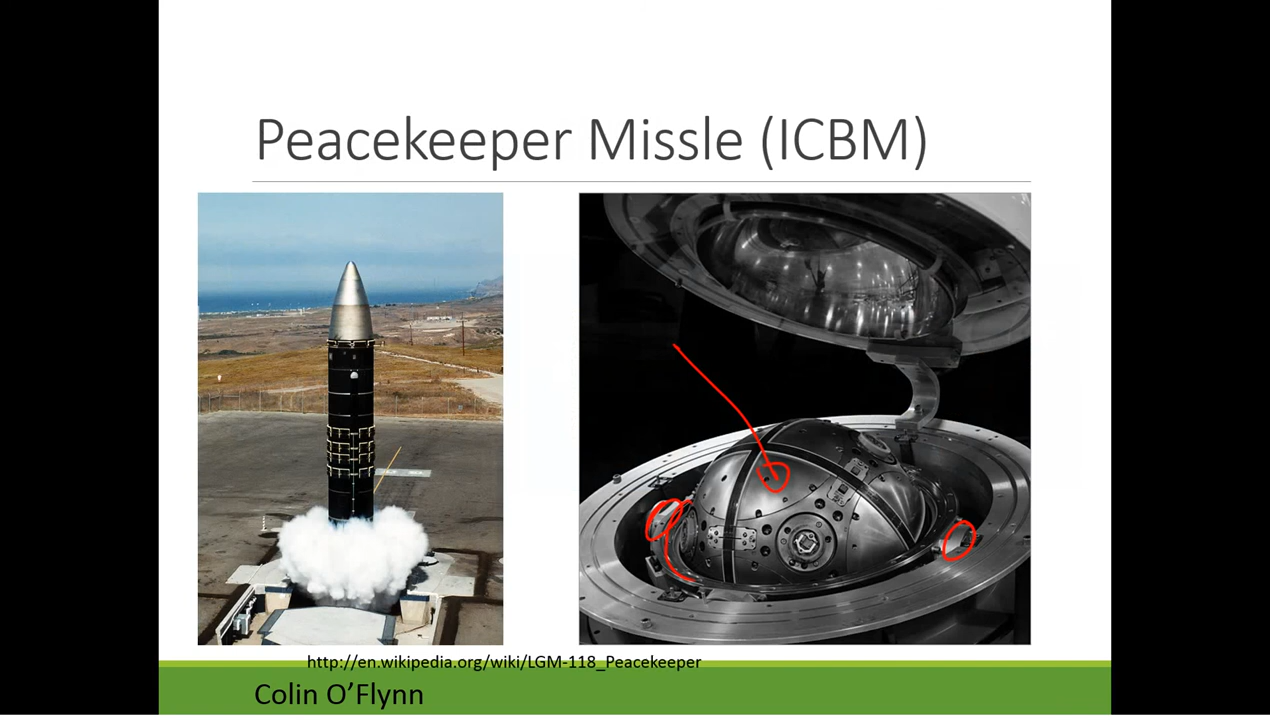 Peacekeeper Missle (ICBM)
http://en.wikipedia.org/wiki/LGM-118_Peacekeeper
Colin O’Flynn